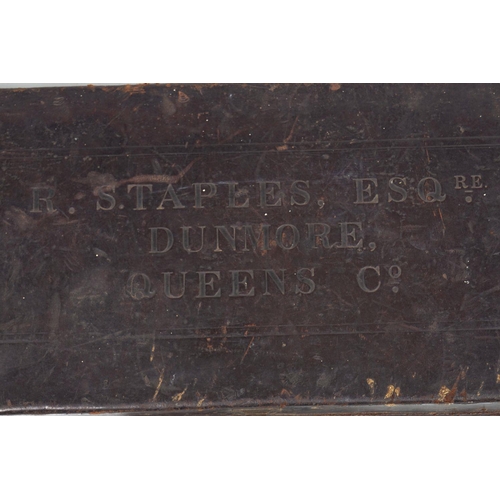 R. STAPLES, ESQRE.
DUNMORE,
QUEENS Co.